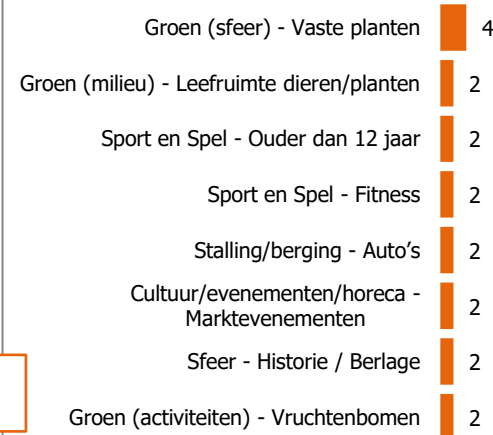 Groen (sfeer) - Vaste planten 4
Groen (milieu) - Leefruimte dieren/planten 2
Sport en Spel - Ouder dan 12 jaar 2
Sport en Spel - Fitness 2
Stalling/berging - Auto’s 2
Cultuur/evenementen/horeca -
Marktevenementen 2
Sfeer - Historie / Berlage 2
Groen (activiteiten) - Vruchtenbomen 2